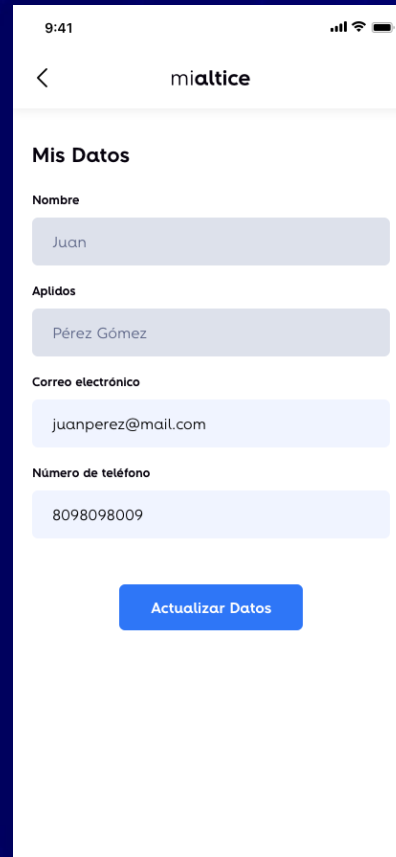 9:41
mialtice
Mis Datos
Nombre
Juan
Aplidos
Pérez Gómez
Correo electrónico
juanperez@mail.com
Número de teléfono
8098098009
Actualizar Datos